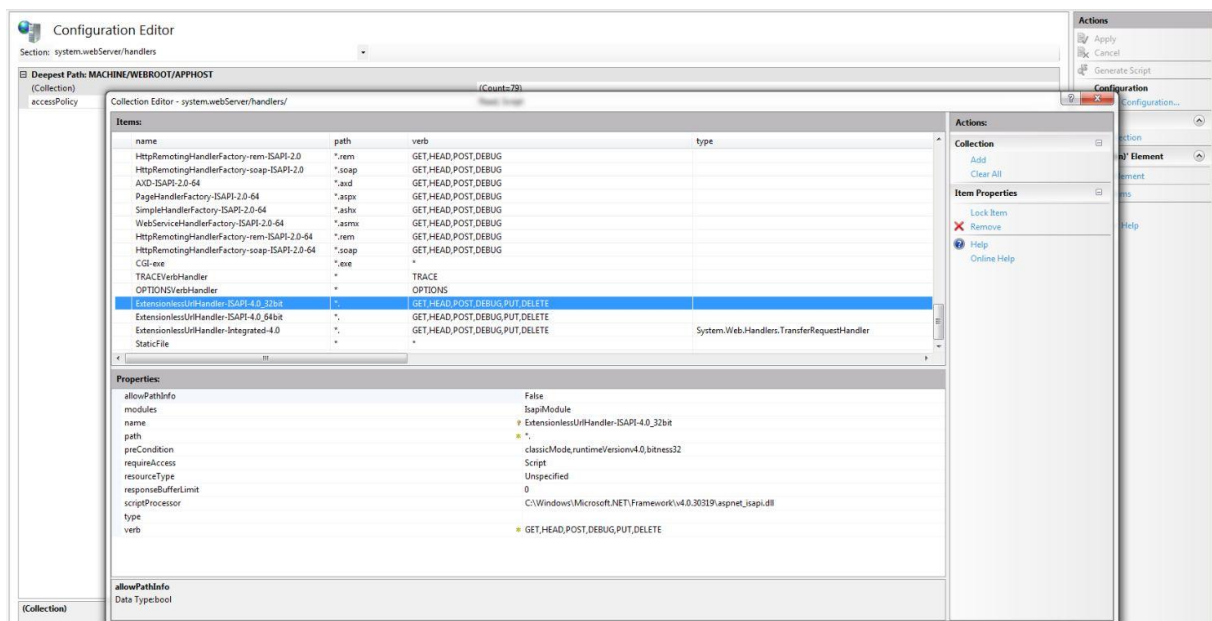 Configuration Editor
Section: system.webServer/handlers
Deepest Path: MACHINE/WEBROOT/APPHOST
(Collection) (Count=79)
accessPolicy
Collection Editor - system.webServer/handlers/
Items:
name path verb type
HttpRemotingHandlerFactory-rem-ISAPI-2.0 *.rem GET,HEAD,POST,DEBUG
HttpRemotingHandlerFactory-soap-ISAPI-2.0 *.soap GET,HEAD,POST,DEBUG
AXD-ISAPI-2.0-64 *.axd GET,HEAD,POST,DEBUG
PageHandlerFactory-ISAPI-2.0-64 *.aspx GET,HEAD,POST,DEBUG
SimpleHandlerFactory-ISAPI-2.0-64 *.ashx GET,HEAD,POST,DEBUG
WebServiceHandlerFactory-ISAPI-2.0-64 *.asmx GET,HEAD,POST,DEBUG
HttpRemotingHandlerFactory-rem-ISAPI-2.0-64 *.rem GET,HEAD,POST,DEBUG
HttpRemotingHandlerFactory-soap-ISAPI-2.0-64 *.soap GET,HEAD,POST,DEBUG
CGI-exe *.exe *
TRACEVerbHandler * TRACE
OPTIONSVerbHandler * OPTIONS
ExtensionlessUrlHandler-ISAPI-4.0_32bit *. GET,HEAD,POST,DEBUG,PUT,DELETE
ExtensionlessUrlHandler-ISAPI-4.0_64bit *. GET,HEAD,POST,DEBUG,PUT,DELETE
ExtensionlessUrlHandler-Integrated-4.0 *. GET,HEAD,POST,DEBUG,PUT,DELETE System.Web.Handlers.TransferRequestHandler
StaticFile * *
Properties:
allowPathInfo False
modules IsapiModule
name ExtensionlessUrlHandler-ISAPI-4.0_32bit
path *.
preCondition classicMode,runtimeVersionv4.0,bitness32
requireAccess Script
resourceType Unspecified
responseBufferLimit 0
scriptProcessor C:\Windows\Microsoft.NET\Framework\v4.0.30319\aspnet_isapi.dll
type
verb GET,HEAD,POST,DEBUG,PUT,DELETE
allowPathInfo
Data Type:bool
(Collection)
Actions:
Collection
Add
Clear All
Item Properties
Lock Item
Remove
Help
Online Help
Actions
Apply
Cancel
Generate Script
Configuration
Configuration...
Element
Help